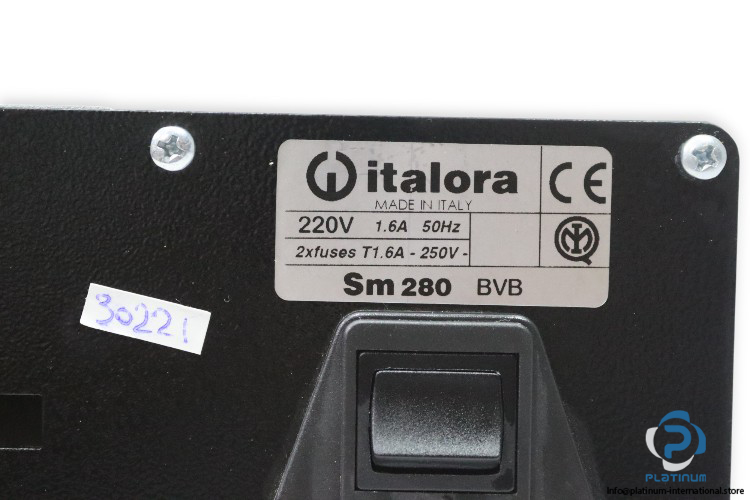 italora
CE
MADE IN ITALY
220V 1.6A 50Hz
2xfuses T1.6A - 250V -
Sm 280 BVB
30221
PLATINUM
Info@platinum-international.store